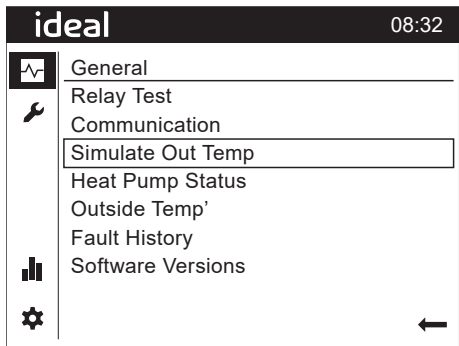 ideal
08:32
General
Relay Test
Communication
Simulate Out Temp
Heat Pump Status
Outside Temp'
Fault History
Software Versions